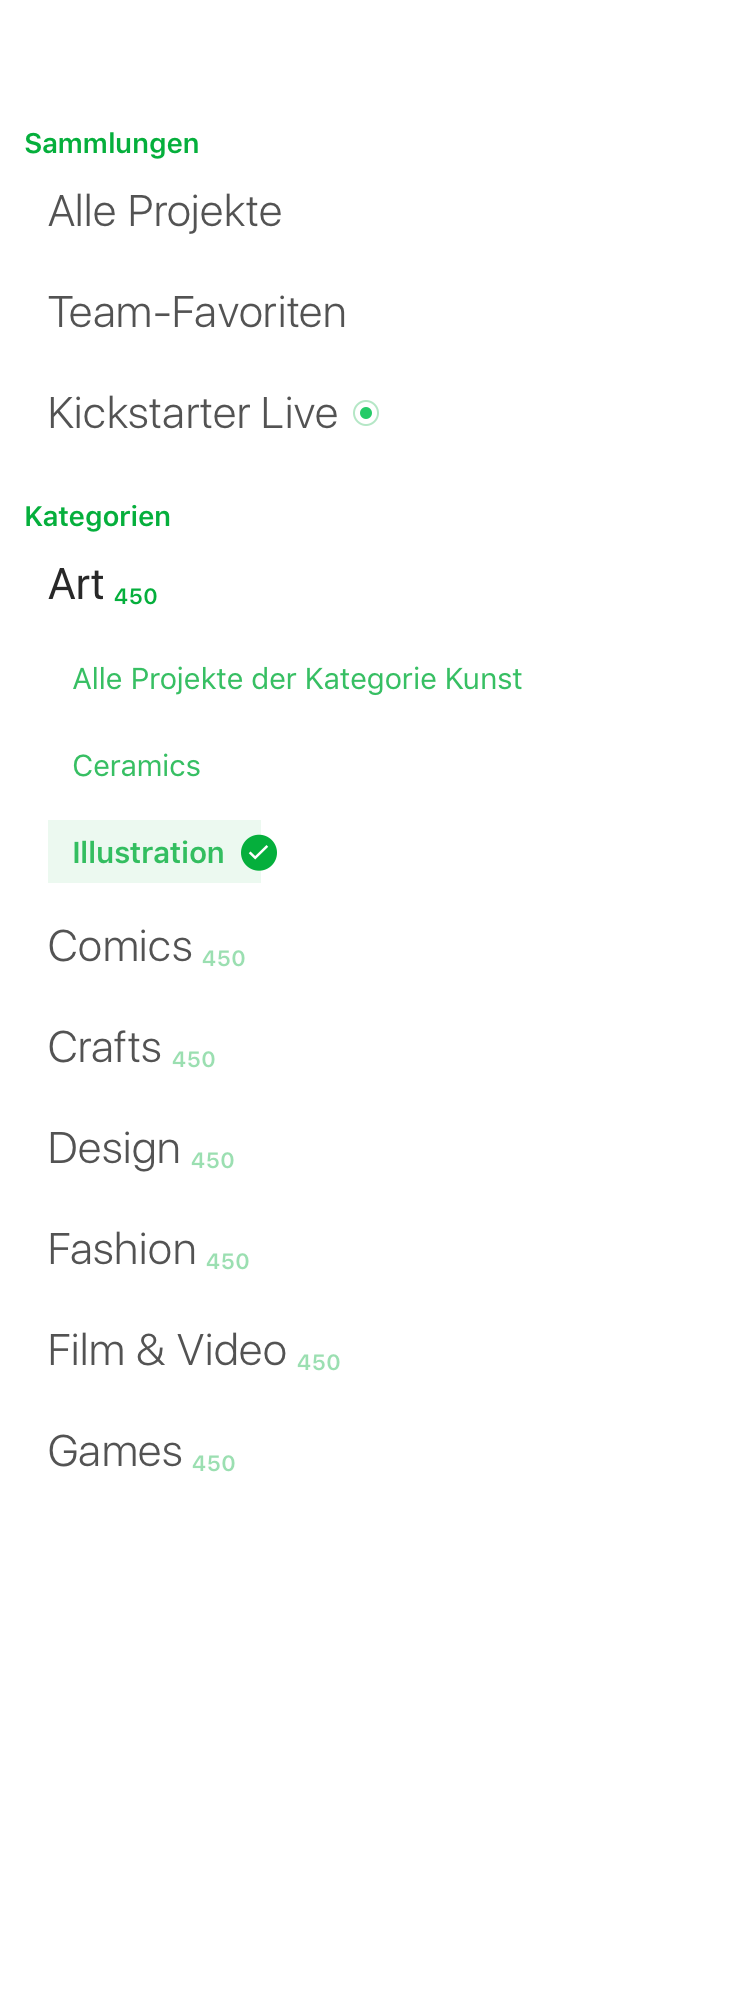 Sammlungen
Alle Projekte
Team-Favoriten
Kickstarter Live
Kategorien
Art 450
Alle Projekte der Kategorie Kunst
Ceramics
Illustration
Comics 450
Crafts 450
Design 450
Fashion 450
Film & Video 450
Games 450